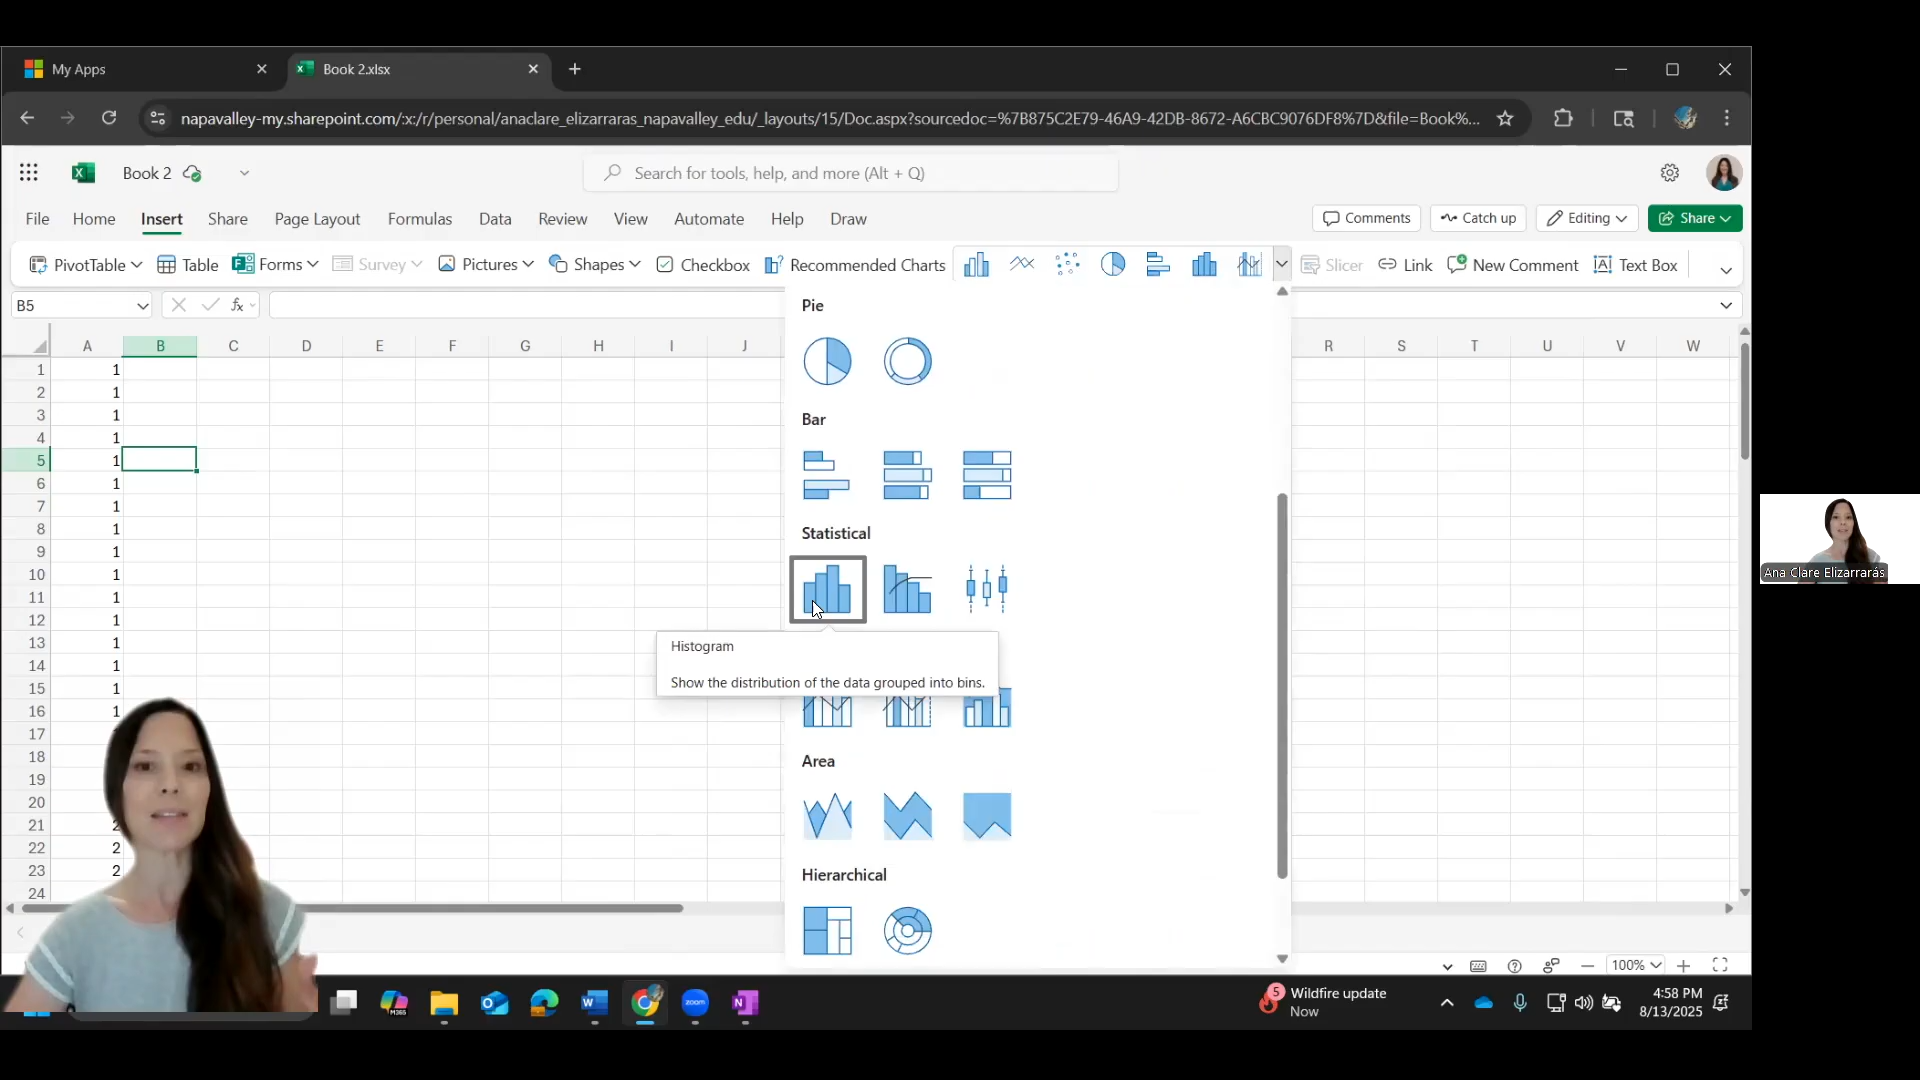 My Apps
Book 2.xlsx
napavalley-my.sharepoint.com/:x:/r/personal/anaclare_elizarraras_napavalley_edu/_layouts/15/Doc.aspx?sourcedoc=%7B875C2E79-46A9-42DB-8672-A6CBC9076DF8%7D&file=Book%...
Book 2
Search for tools, help, and more (Alt + Q)
File Home Insert Share Page Layout Formulas Data Review View Automate Help Draw
Comments Catch up Editing Share
PivotTable Table Forms Survey Pictures Shapes Checkbox Recommended Charts Slicer Link New Comment Text Box
B5 fx
Pie
A B C D E F G H I J R S T U V W
1 1
2 1
3 1
4 1
5 1
6 1
7 1
8 1
9 1
10 1
11 1
12 1
13 1
14 1
15 1
16 1
17
18
19
20
21 2
22 2
23 2
24
Bar
Statistical
Histogram
Show the distribution of the data grouped into bins.
Area
Hierarchical
100%
Ana Clare Elizarrarás
M365
zoom
5
Wildfire update
Now
4:58 PM
8/13/2025